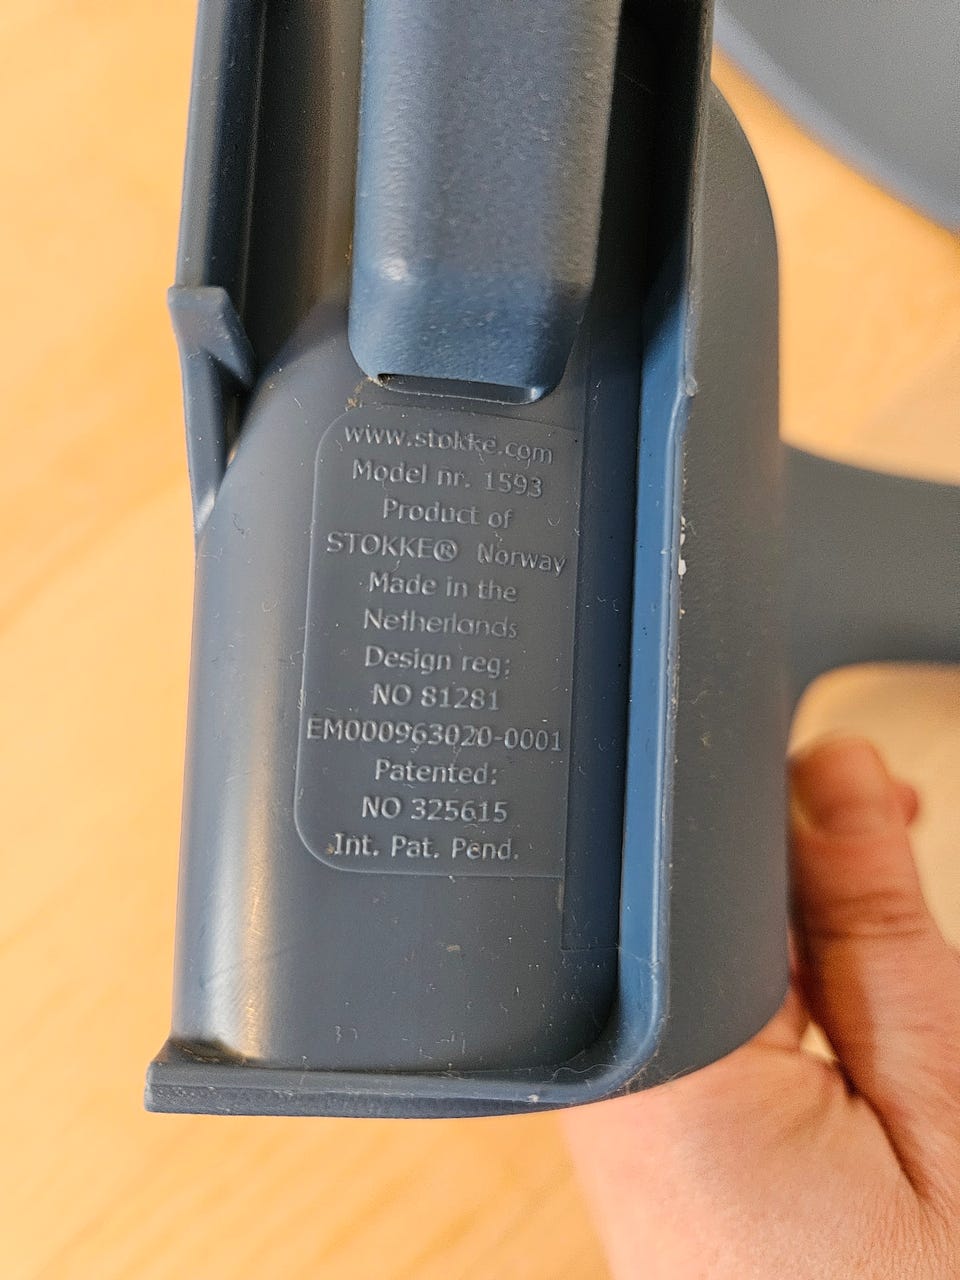 www.stokke.com
Model nr. 1593
Product of
STOKKE® Norway
Made in the
Netherlands
Design reg:
NO 81281
EM000963020-0001
Patented:
NO 325615
Int. Pat. Pend.